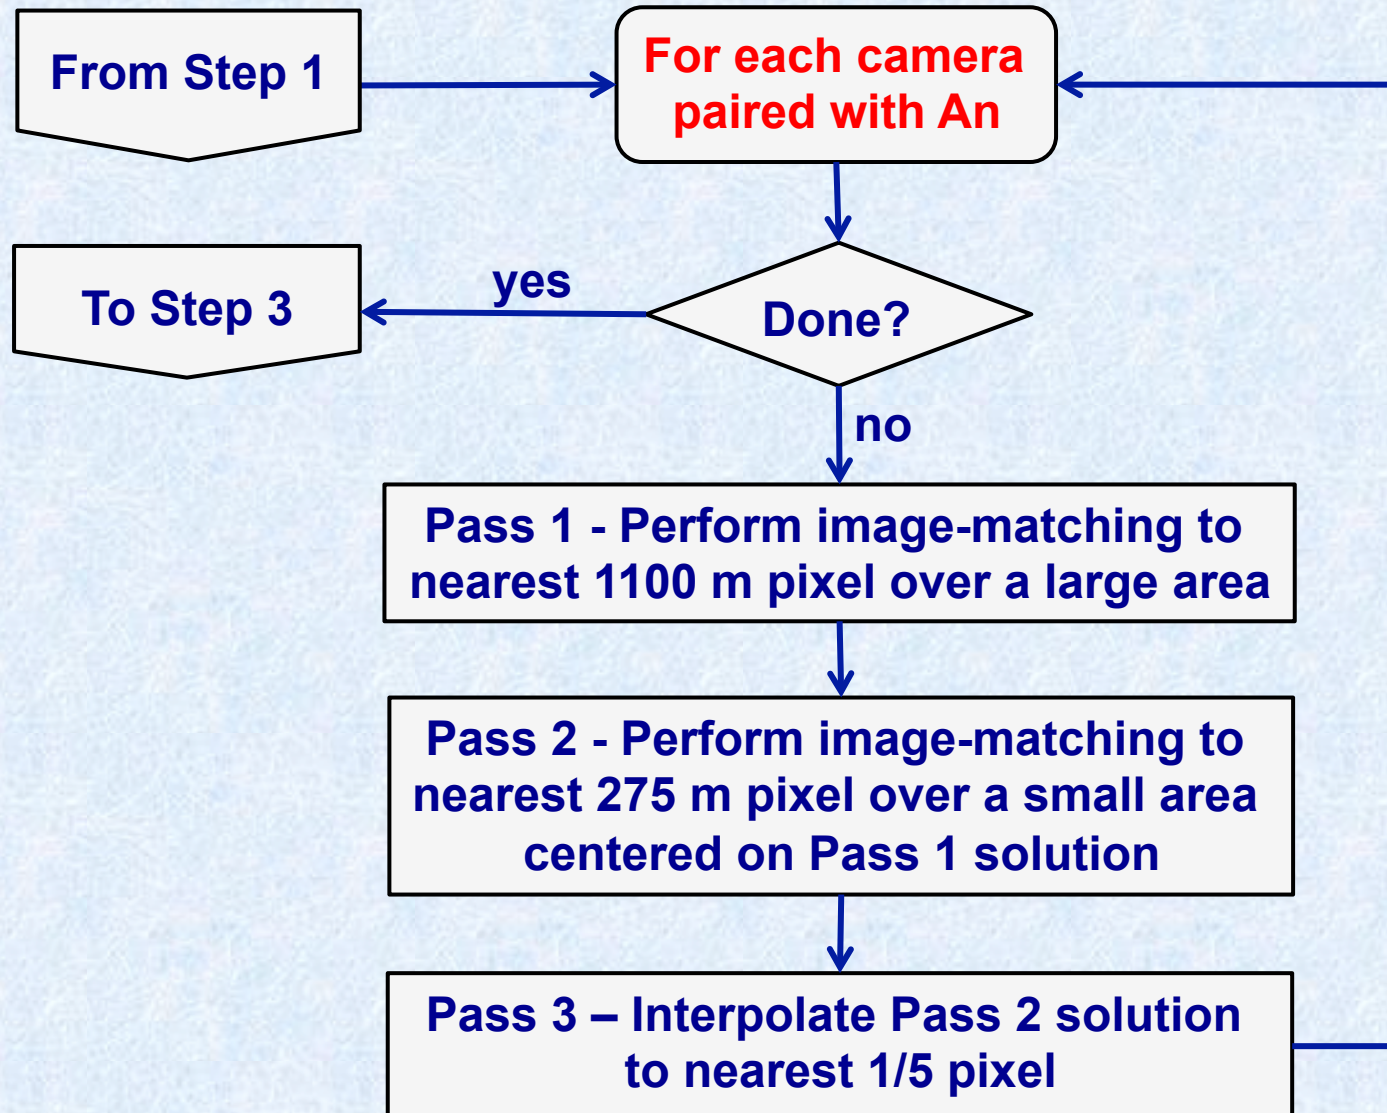 From Step 1
For each camera
paired with An
To Step 3
yes
Done?
no
Pass 1 - Perform image-matching to
nearest 1100 m pixel over a large area
Pass 2 - Perform image-matching to
nearest 275 m pixel over a small area
centered on Pass 1 solution
Pass 3 – Interpolate Pass 2 solution
to nearest 1/5 pixel